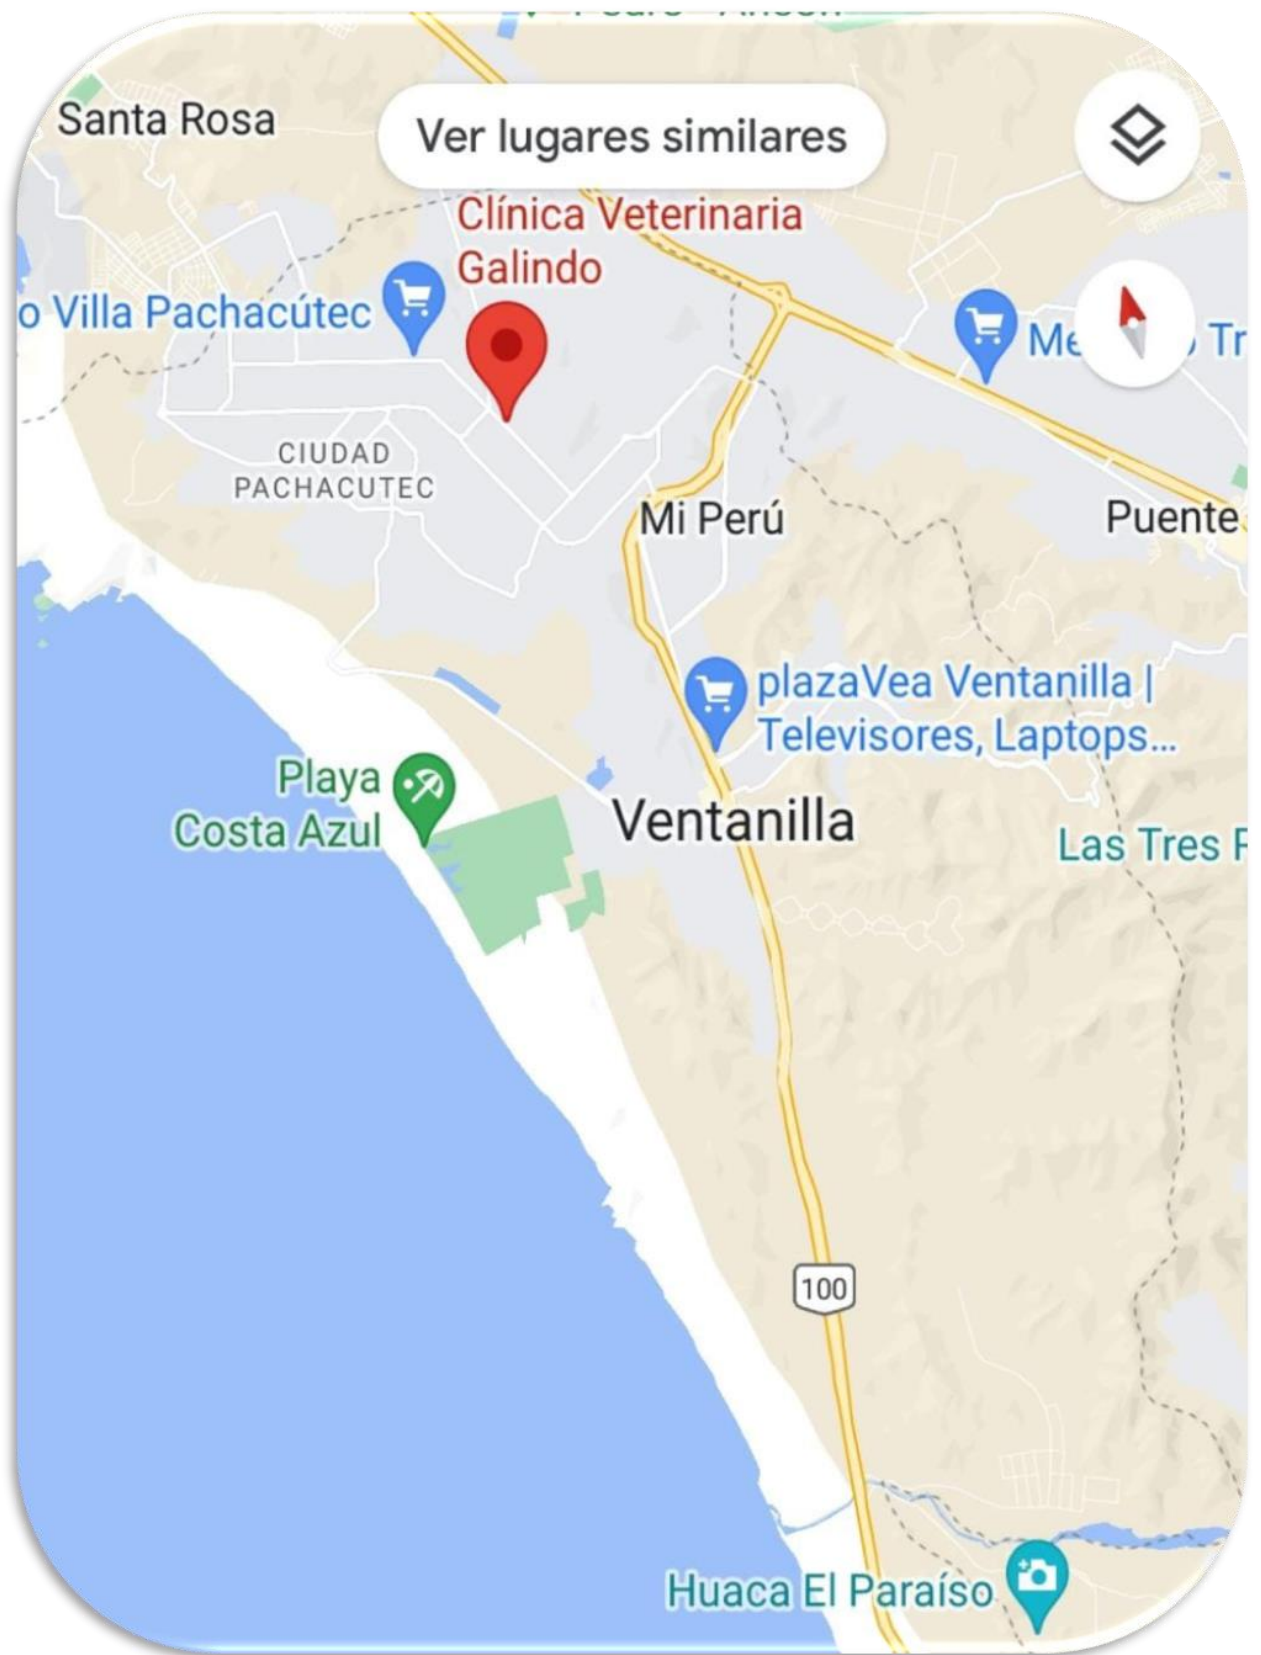 Santa Rosa
Ver lugares similares
Clínica Veterinaria
Galindo
o Villa Pachacútec
Tr
CIUDAD
PACHACUTEC
Mi Perú
Puente
plazaVea Ventanilla |
Televisores, Laptops...
Playa
Costa Azul
Ventanilla
Las Tres
100
Huaca El Paraíso